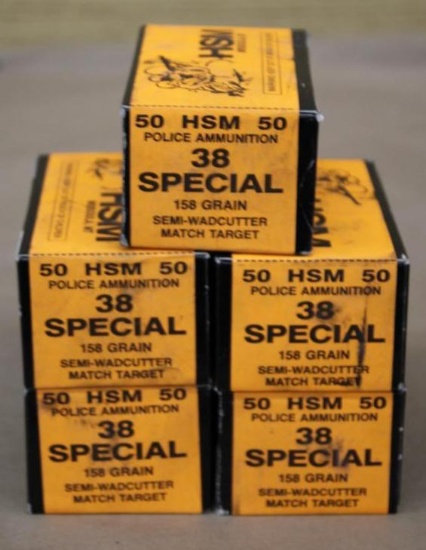 HSM
50 HSM 50
POLICE AMMUNITION
38
SPECIAL
158 GRAIN
SEMI-WADCUTTER
MATCH TARGET
HSM
50 HSM 50
POLICE AMMUNITION
38
SPECIAL
158 GRAIN
SEMI-WADCUTTER
MATCH TARGET
HSM
50 HSM 50
POLICE AMMUNITION
38
SPECIAL
158 GRAIN
SEMI-WADCUTTER
MATCH TARGET
50 HSM 50
POLICE AMMUNITION
38
SPECIAL
158 GRAIN
SEMI-WADCUTTER
MATCH TARGET
50 HSM 50
POLICE AMMUNITION
38
SPECIAL
158 GRAIN
SEMI-WADCUTTER
MATCH TARGET